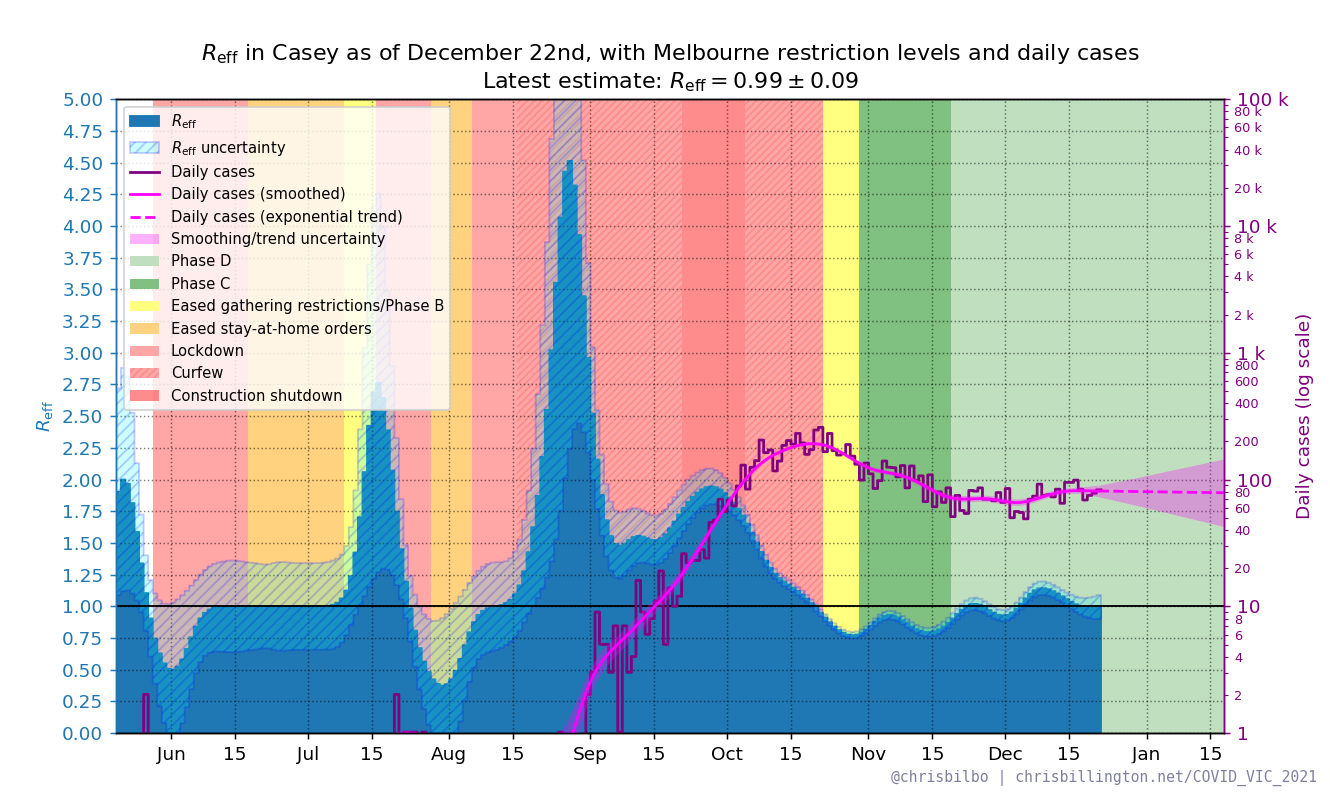 R_eff in Casey as of December 22nd, with Melbourne restriction levels and daily cases
Latest estimate: R_eff = 0.99 ± 0.09
5.00
4.75
4.50
4.25
4.00
3.75
3.50
3.25
3.00
2.75
2.50
2.25
2.00
1.75
1.50
1.25
1.00
0.75
0.50
0.25
0.00
R_eff
R_eff
R_eff uncertainty
Daily cases
Daily cases (smoothed)
Daily cases (exponential trend)
Smoothing/trend uncertainty
Phase D
Phase C
Eased gathering restrictions/Phase B
Eased stay-at-home orders
Lockdown
Curfew
Construction shutdown
100 k
80 k
60 k
40 k
20 k
10 k
8 k
6 k
4 k
2 k
1 k
800
600
400
200
100
80
60
40
20
10
8
6
4
2
1
Daily cases (log scale)
Jun 15 Jul 15 Aug 15 Sep 15 Oct 15 Nov 15 Dec 15 Jan 15
@chrisbilbo | chrisbillington.net/COVID_VIC_2021